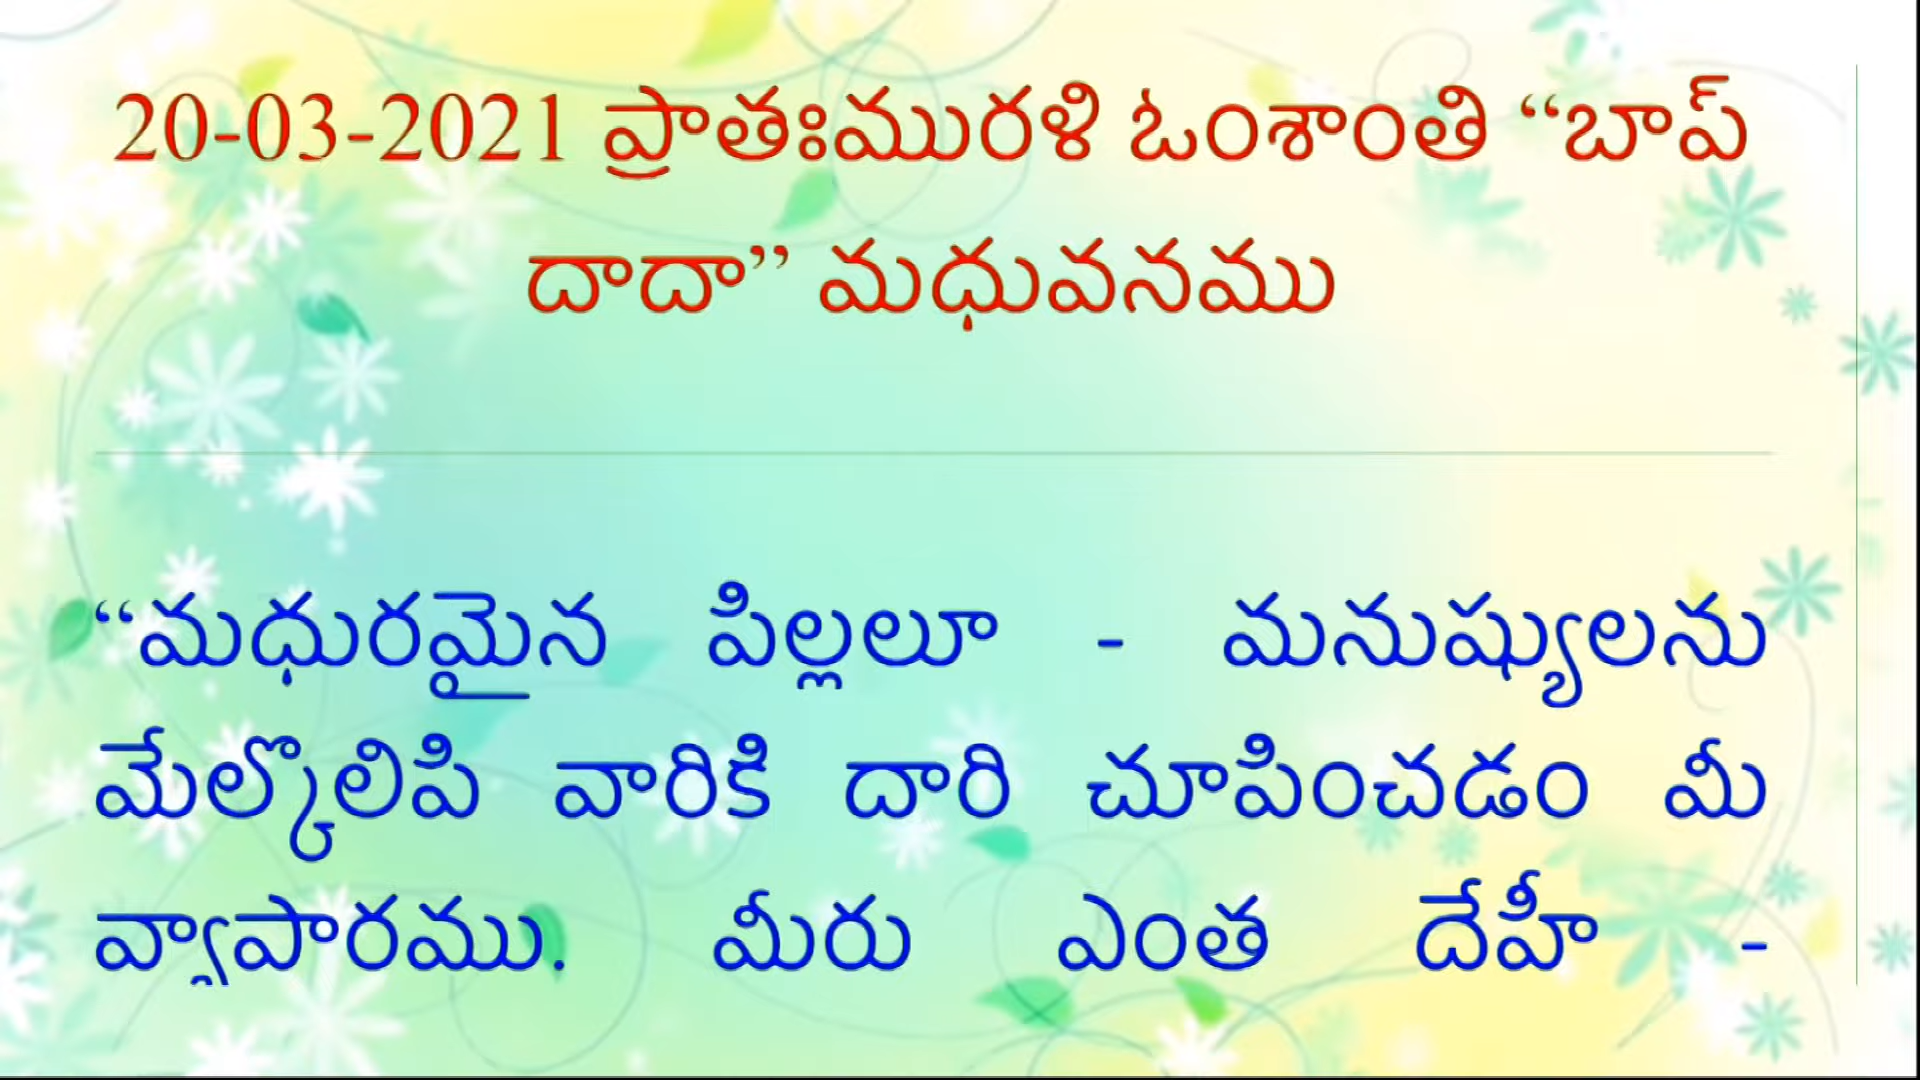 20-03-2021 ప్రాతఃమురళి ఓంశాంతి “బాప్
దాదా” మధువనము
“మధురమైన పిల్లలూ - మనుష్యులను
మేల్కొలిపి వారికి దారి చూపించడం మీ
వ్యాపారము. మీరు ఎంత దేహీ -